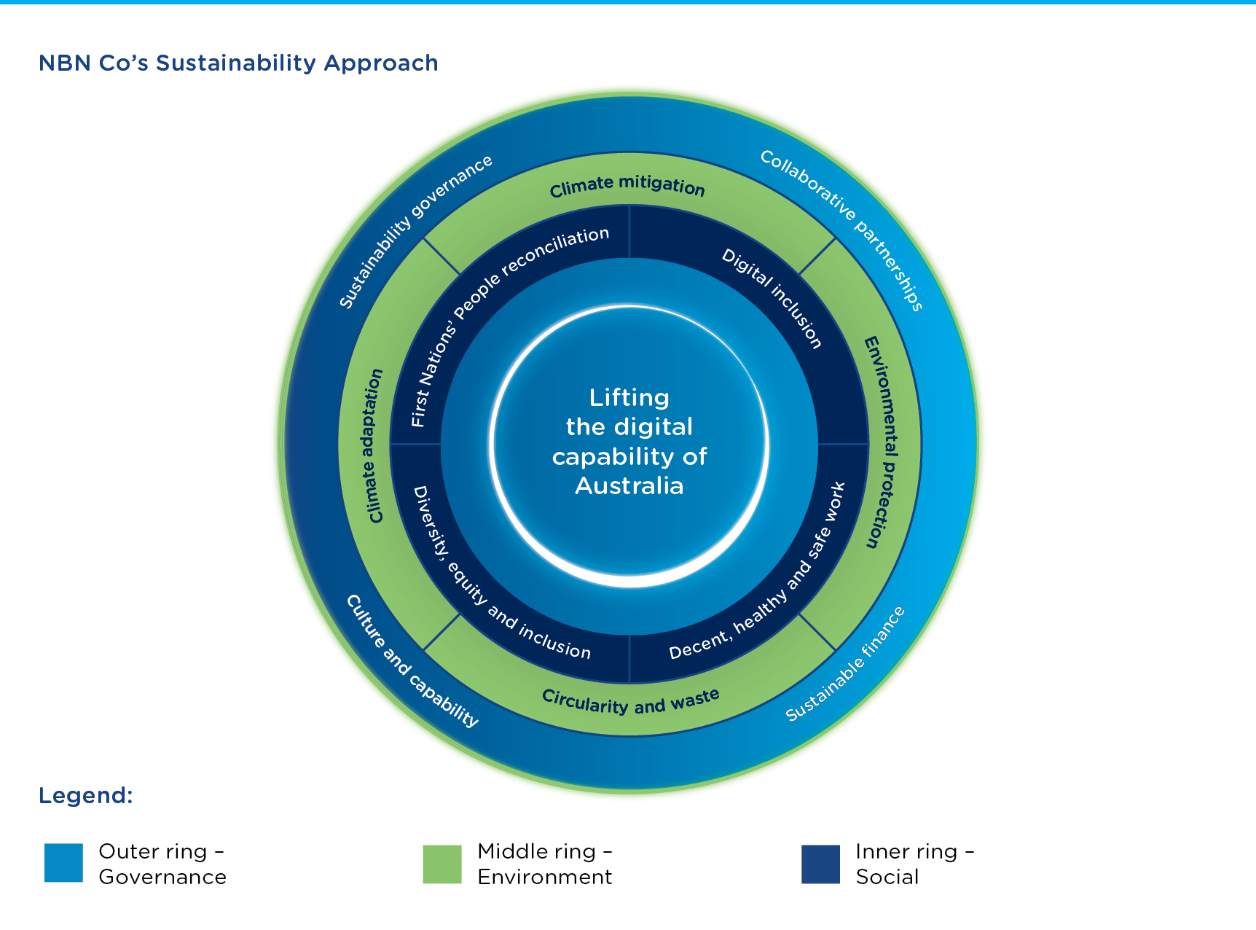 NBN Co’s Sustainability Approach
Sustainability governance
Collaborative partnerships
Climate mitigation
First Nations’ People reconciliation
Digital inclusion
Climate adaptation
Environmental protection
Lifting
the digital
capability of
Australia
Diversity, equity and inclusion
Decent, healthy and safe work
Culture and capability
Circularity and waste
Sustainable finance
Legend:
Outer ring –
Governance
Middle ring –
Environment
Inner ring –
Social